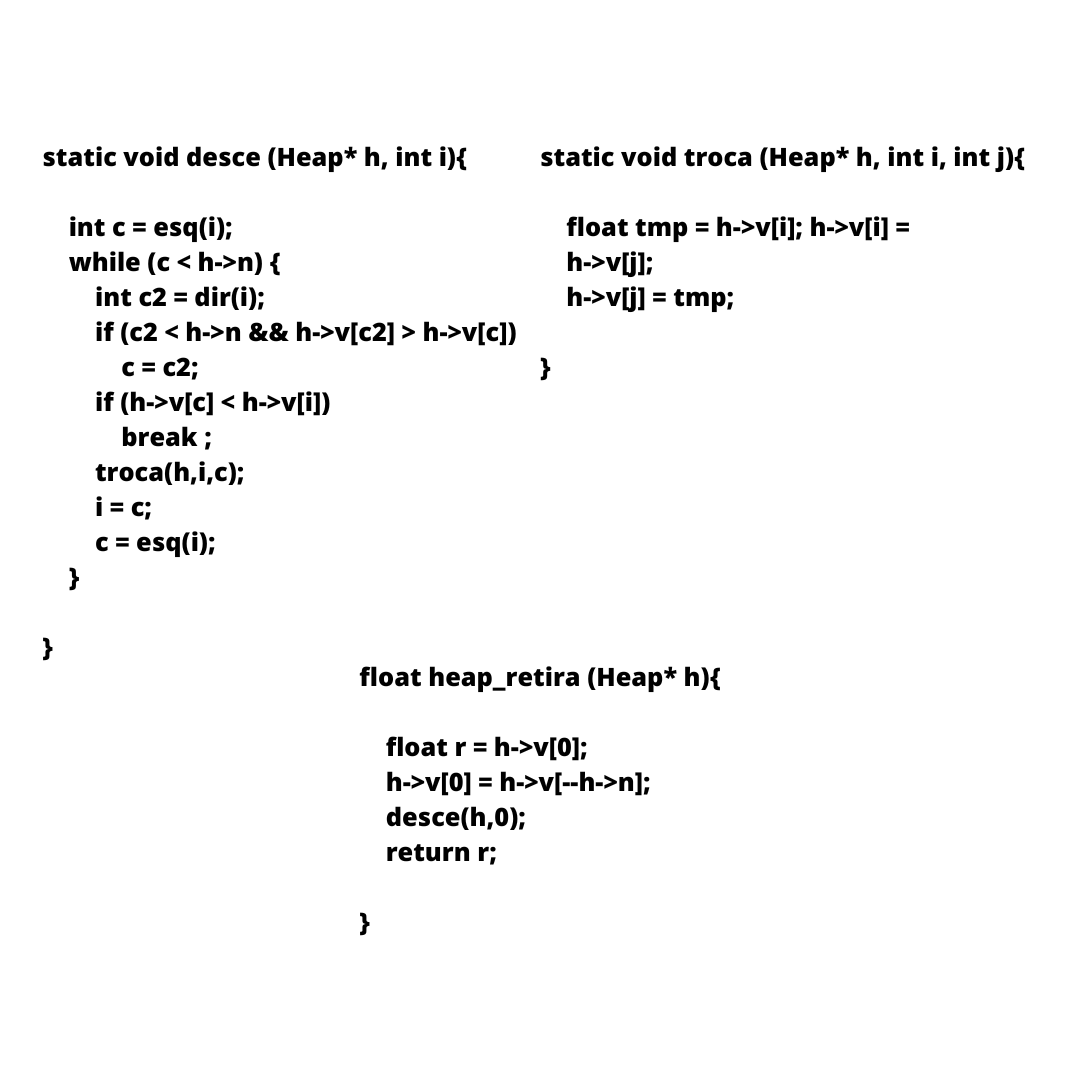 static void desce (Heap* h, int i){
int c = esq(i);
while (c < h->n) {
int c2 = dir(i);
if (c2 < h->n && h->v[c2] > h->v[c])
c = c2;
if (h->v[c] < h->v[i])
break ;
troca(h,i,c);
i = c;
c = esq(i);
}
}
static void troca (Heap* h, int i, int j){
float tmp = h->v[i]; h->v[i] =
h->v[j];
h->v[j] = tmp;
}
float heap_retira (Heap* h){
float r = h->v[0];
h->v[0] = h->v[--h->n];
desce(h,0);
return r;
}